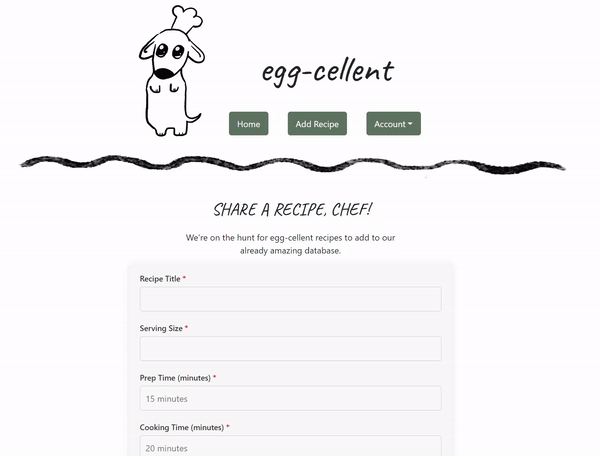 egg-cellent
Home
Add Recipe
Account
SHARE A RECIPE, CHEF!
We're on the hunt for egg-cellent recipes to add to our
already amazing database.
Recipe Title *
Serving Size *
Prep Time (minutes) *
15 minutes
Cooking Time (minutes) *
20 minutes